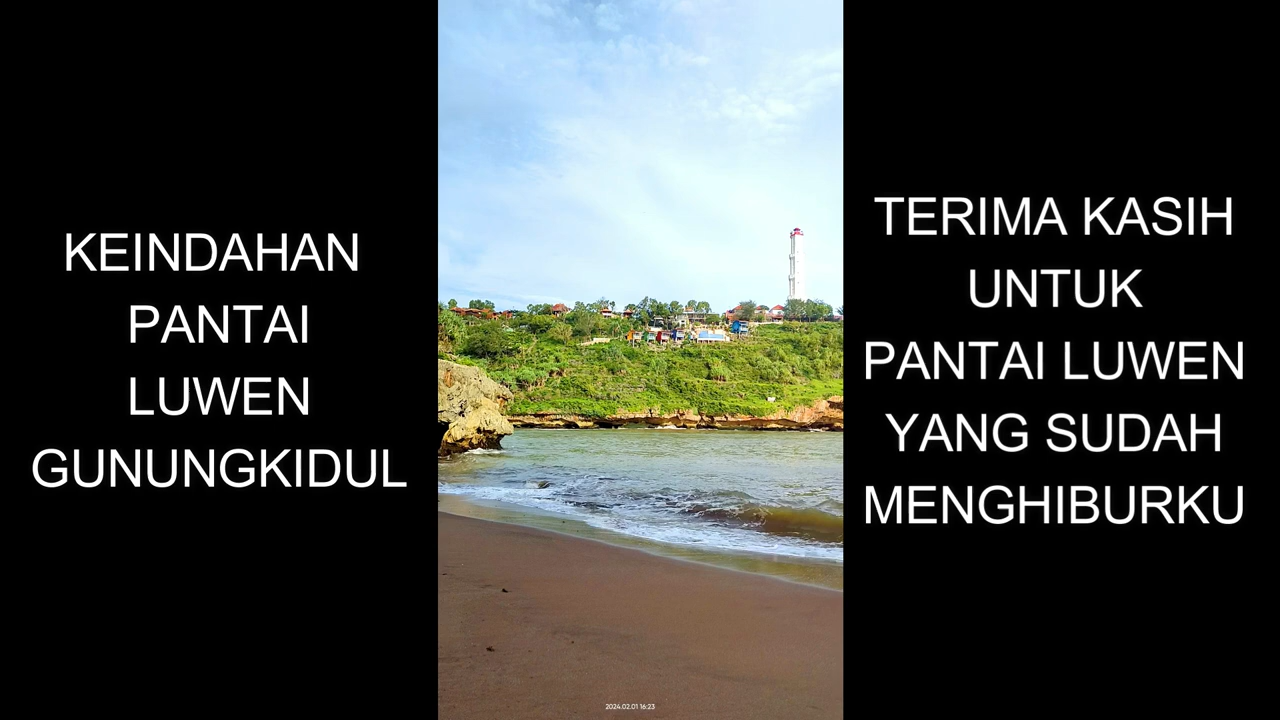 KEINDAHAN
PANTAI
LUWEN
GUNUNGKIDUL
TERIMA KASIH
UNTUK
PANTAI LUWEN
YANG SUDAH
MENGHIBURKU
2024.02.01 16:23